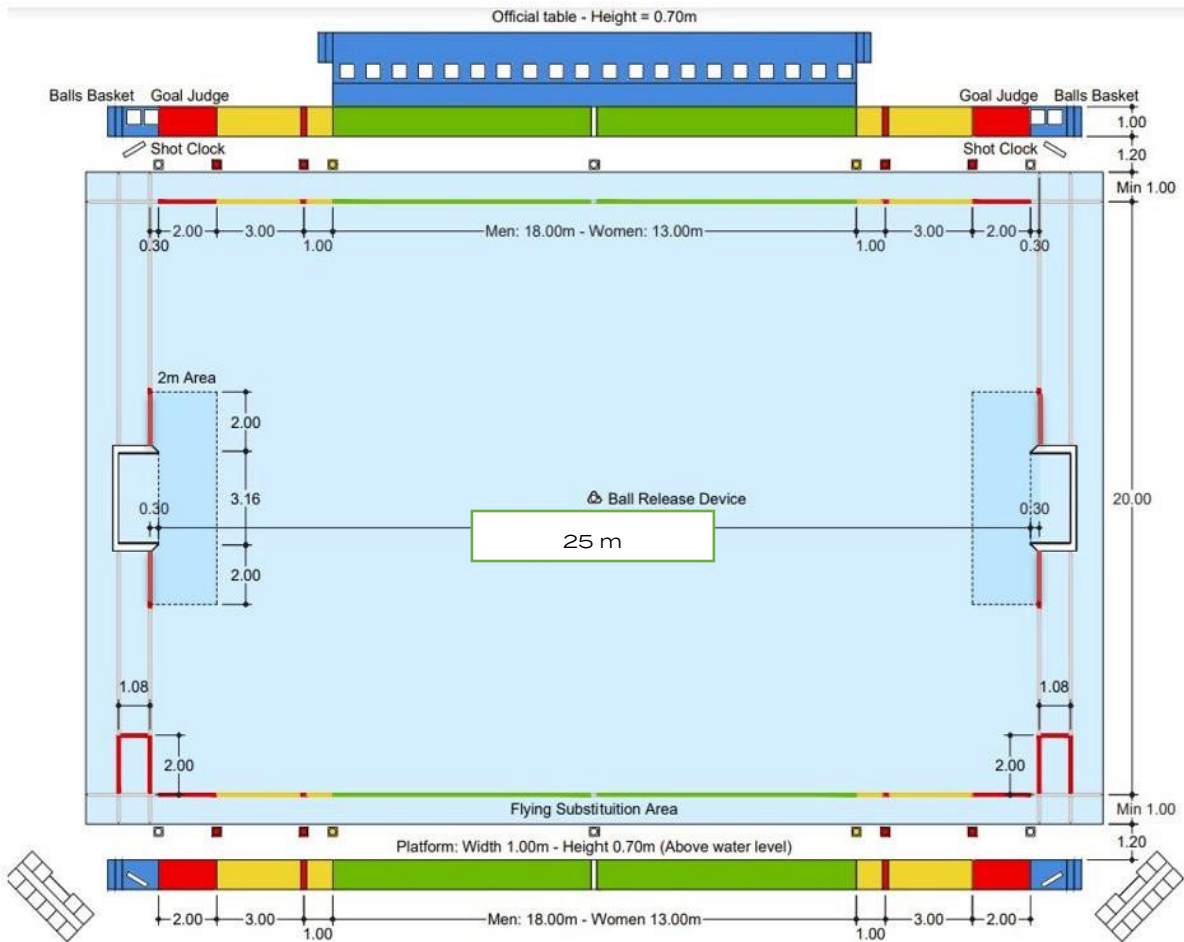 Official table - Height = 0.70m
Balls Basket Goal Judge
Goal Judge Balls Basket
1.00
Shot Clock
Shot Clock
1.20
Min 1.00
2.00 3.00 Men: 18.00m - Women: 13.00m 3.00 2.00
0.30 1.00 1.00 0.30
2m Area
2.00
3.16
Ball Release Device
20.00
0.30
0.30
25 m
2.00
1.08
1.08
2.00
2.00
Flying Substituition Area
Min 1.00
Platform: Width 1.00m - Height 0.70m (Above water level)
1.20
2.00 3.00 Men: 18.00m - Women 13.00m 3.00 2.00
1.00 1.00